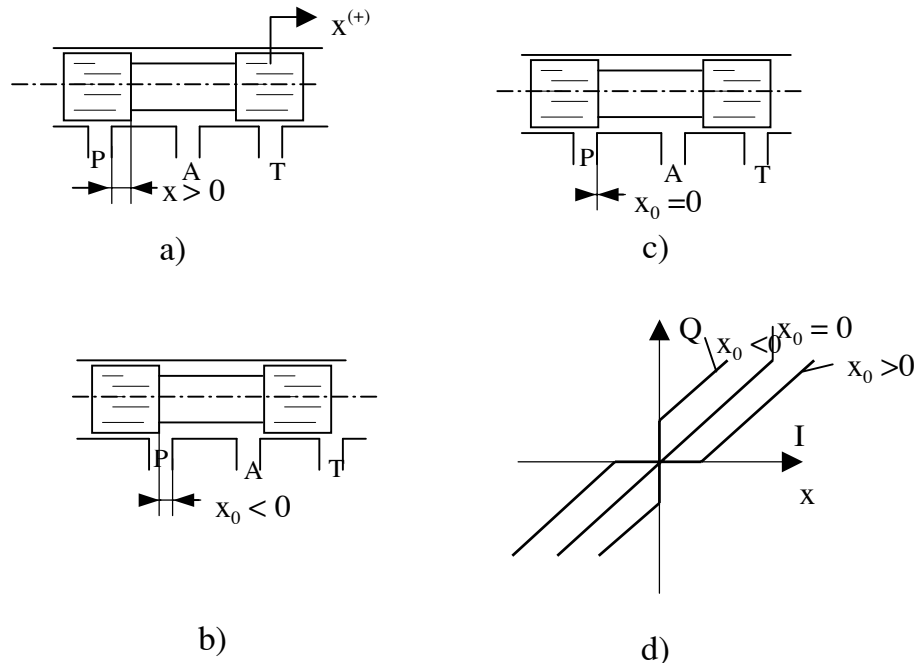 x⁽⁺⁾
P
A
T
x > 0
a)
P
A
T
x₀ =0
c)
P
A
T
x₀ < 0
b)
Q
x₀ <0
x₀ = 0
x₀ >0
I
x
d)